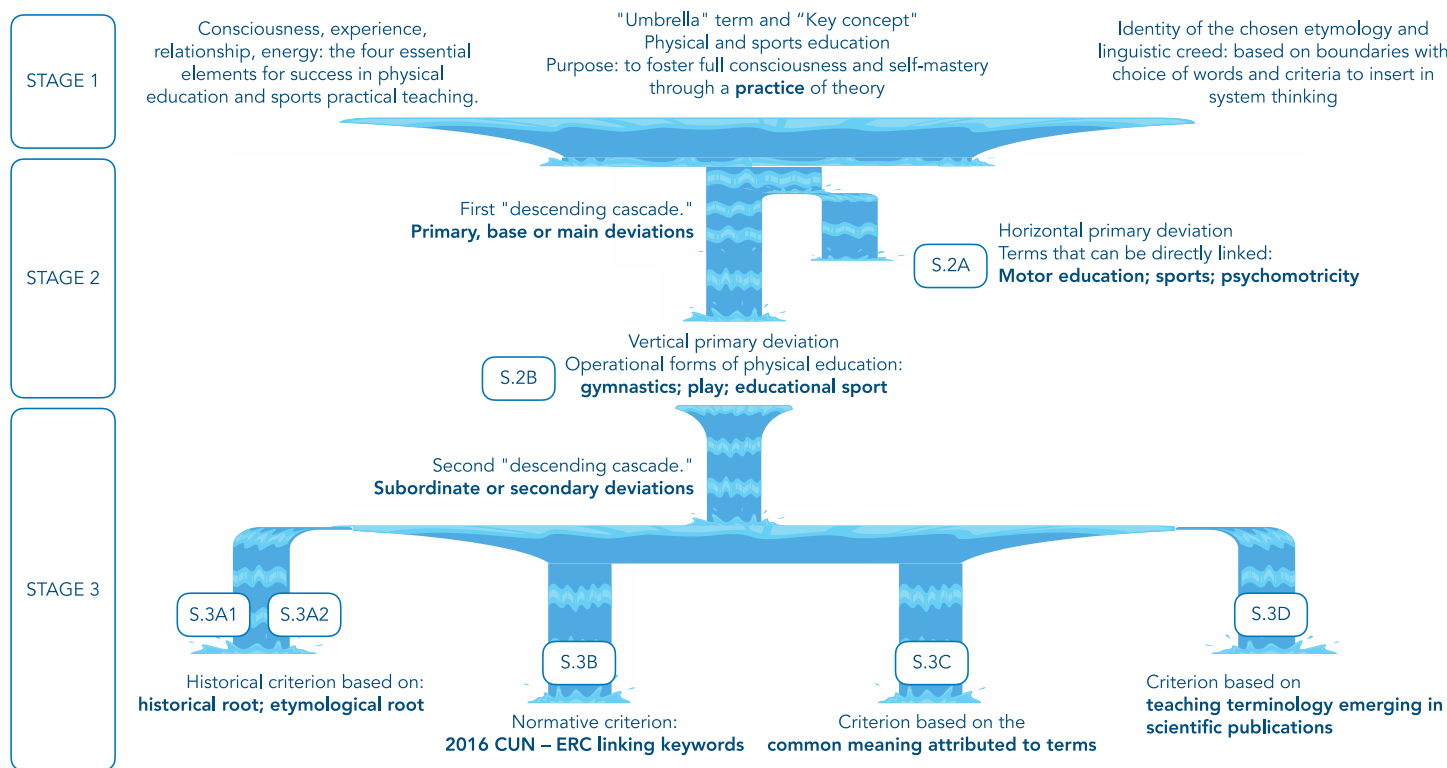 STAGE 1
Consciousness, experience,
relationship, energy: the four essential
elements for success in physical
education and sports practical teaching.
"Umbrella" term and “Key concept"
Physical and sports education
Purpose: to foster full consciousness and self-mastery
through a practice of theory
Identity of the chosen etymology and
linguistic creed: based on boundaries with
choice of words and criteria to insert in
system thinking
STAGE 2
First "descending cascade."
Primary, base or main deviations
S.2A
Horizontal primary deviation
Terms that can be directly linked:
Motor education; sports; psychomotricity
S.2B
Vertical primary deviation
Operational forms of physical education:
gymnastics; play; educational sport
STAGE 3
Second "descending cascade."
Subordinate or secondary deviations
S.3A1
S.3A2
Historical criterion based on:
historical root; etymological root
S.3B
Normative criterion:
2016 CUN – ERC linking keywords
S.3C
Criterion based on the
common meaning attributed to terms
S.3D
Criterion based on
teaching terminology emerging in
scientific publications